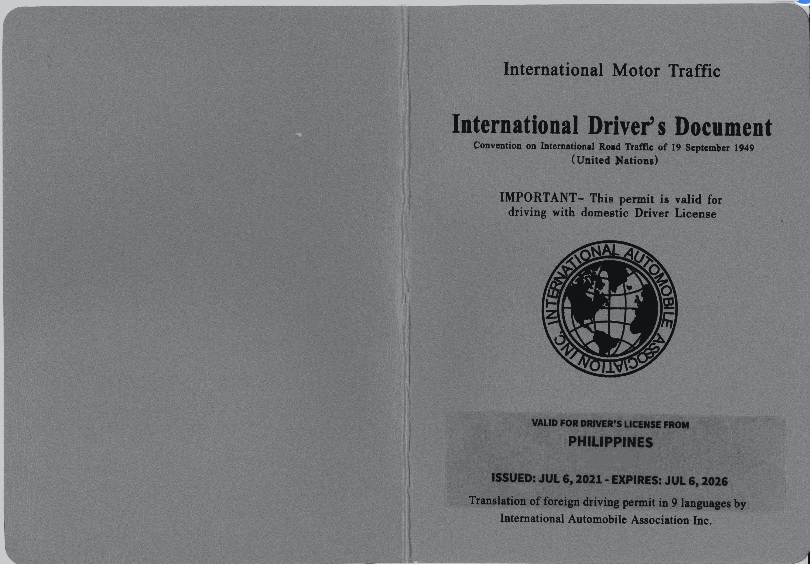 International Motor Traffic
International Driver's Document
Convention on International Road Traffic of 19 September 1949
(United Nations)
IMPORTANT- This permit is valid for
driving with domestic Driver License
INTERNATIONAL AUTOMOBILE ASSOCIATION INC.
VALID FOR DRIVER'S LICENSE FROM
PHILIPPINES
ISSUED: JUL 6, 2021 - EXPIRES: JUL 6, 2026
Translation of foreign driving permit in 9 languages by
International Automobile Association Inc.